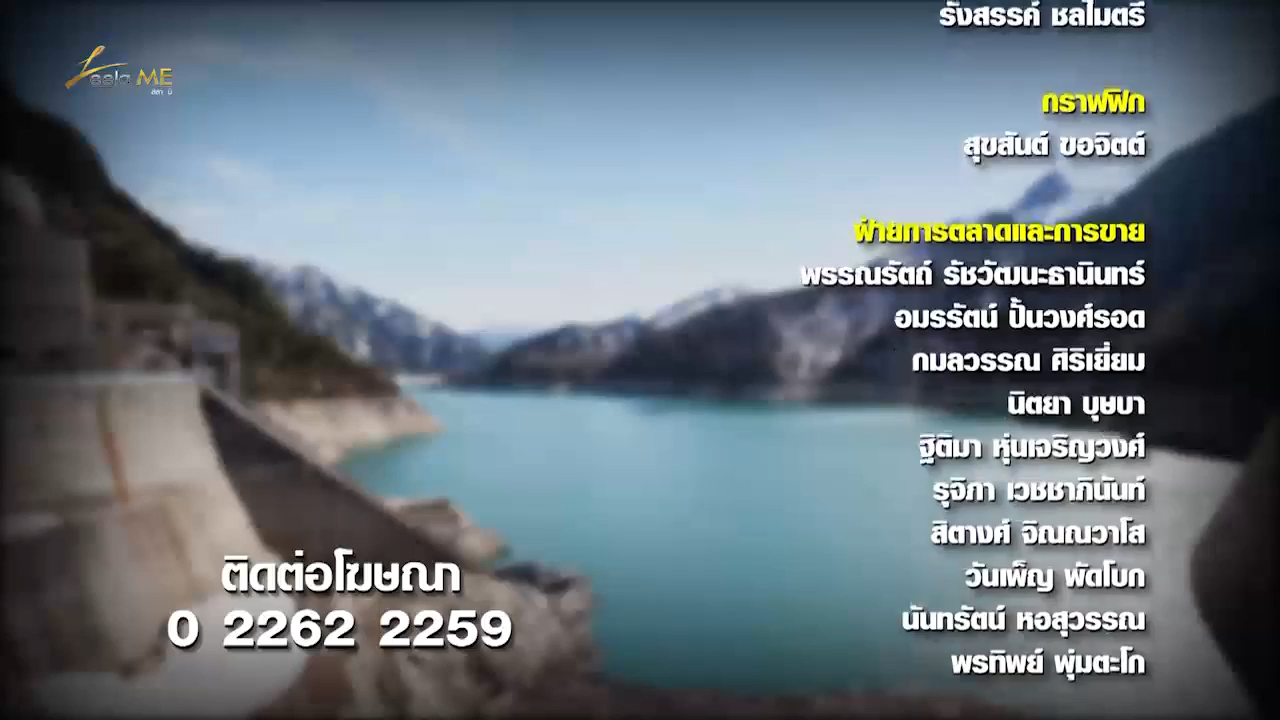 รังสรรค์ ชลไมตรี
Leela ME
ลีลา มี
กราฟฟิก
สุขสันต์ ขอจิตต์
ฝ่ายการตลาดและการขาย
พรรณรัตถ์ รัชวัฒนะธานินทร์
อมรรัตน์ ปั้นวงศ์รอด
กมลวรรณ ศิริเยี่ยม
นิตยา บุษบา
ฐิติมา หุ่นเจริญวงศ์
รุจิภา เวชชาภินันท์
สิตางศ์ จิณณวาโส
วันเพ็ญ พัดโบก
นันทรัตน์ หอสุวรรณ
พรทิพย์ พุ่มตะโก
ติดต่อโฆษณา
0 2262 2259